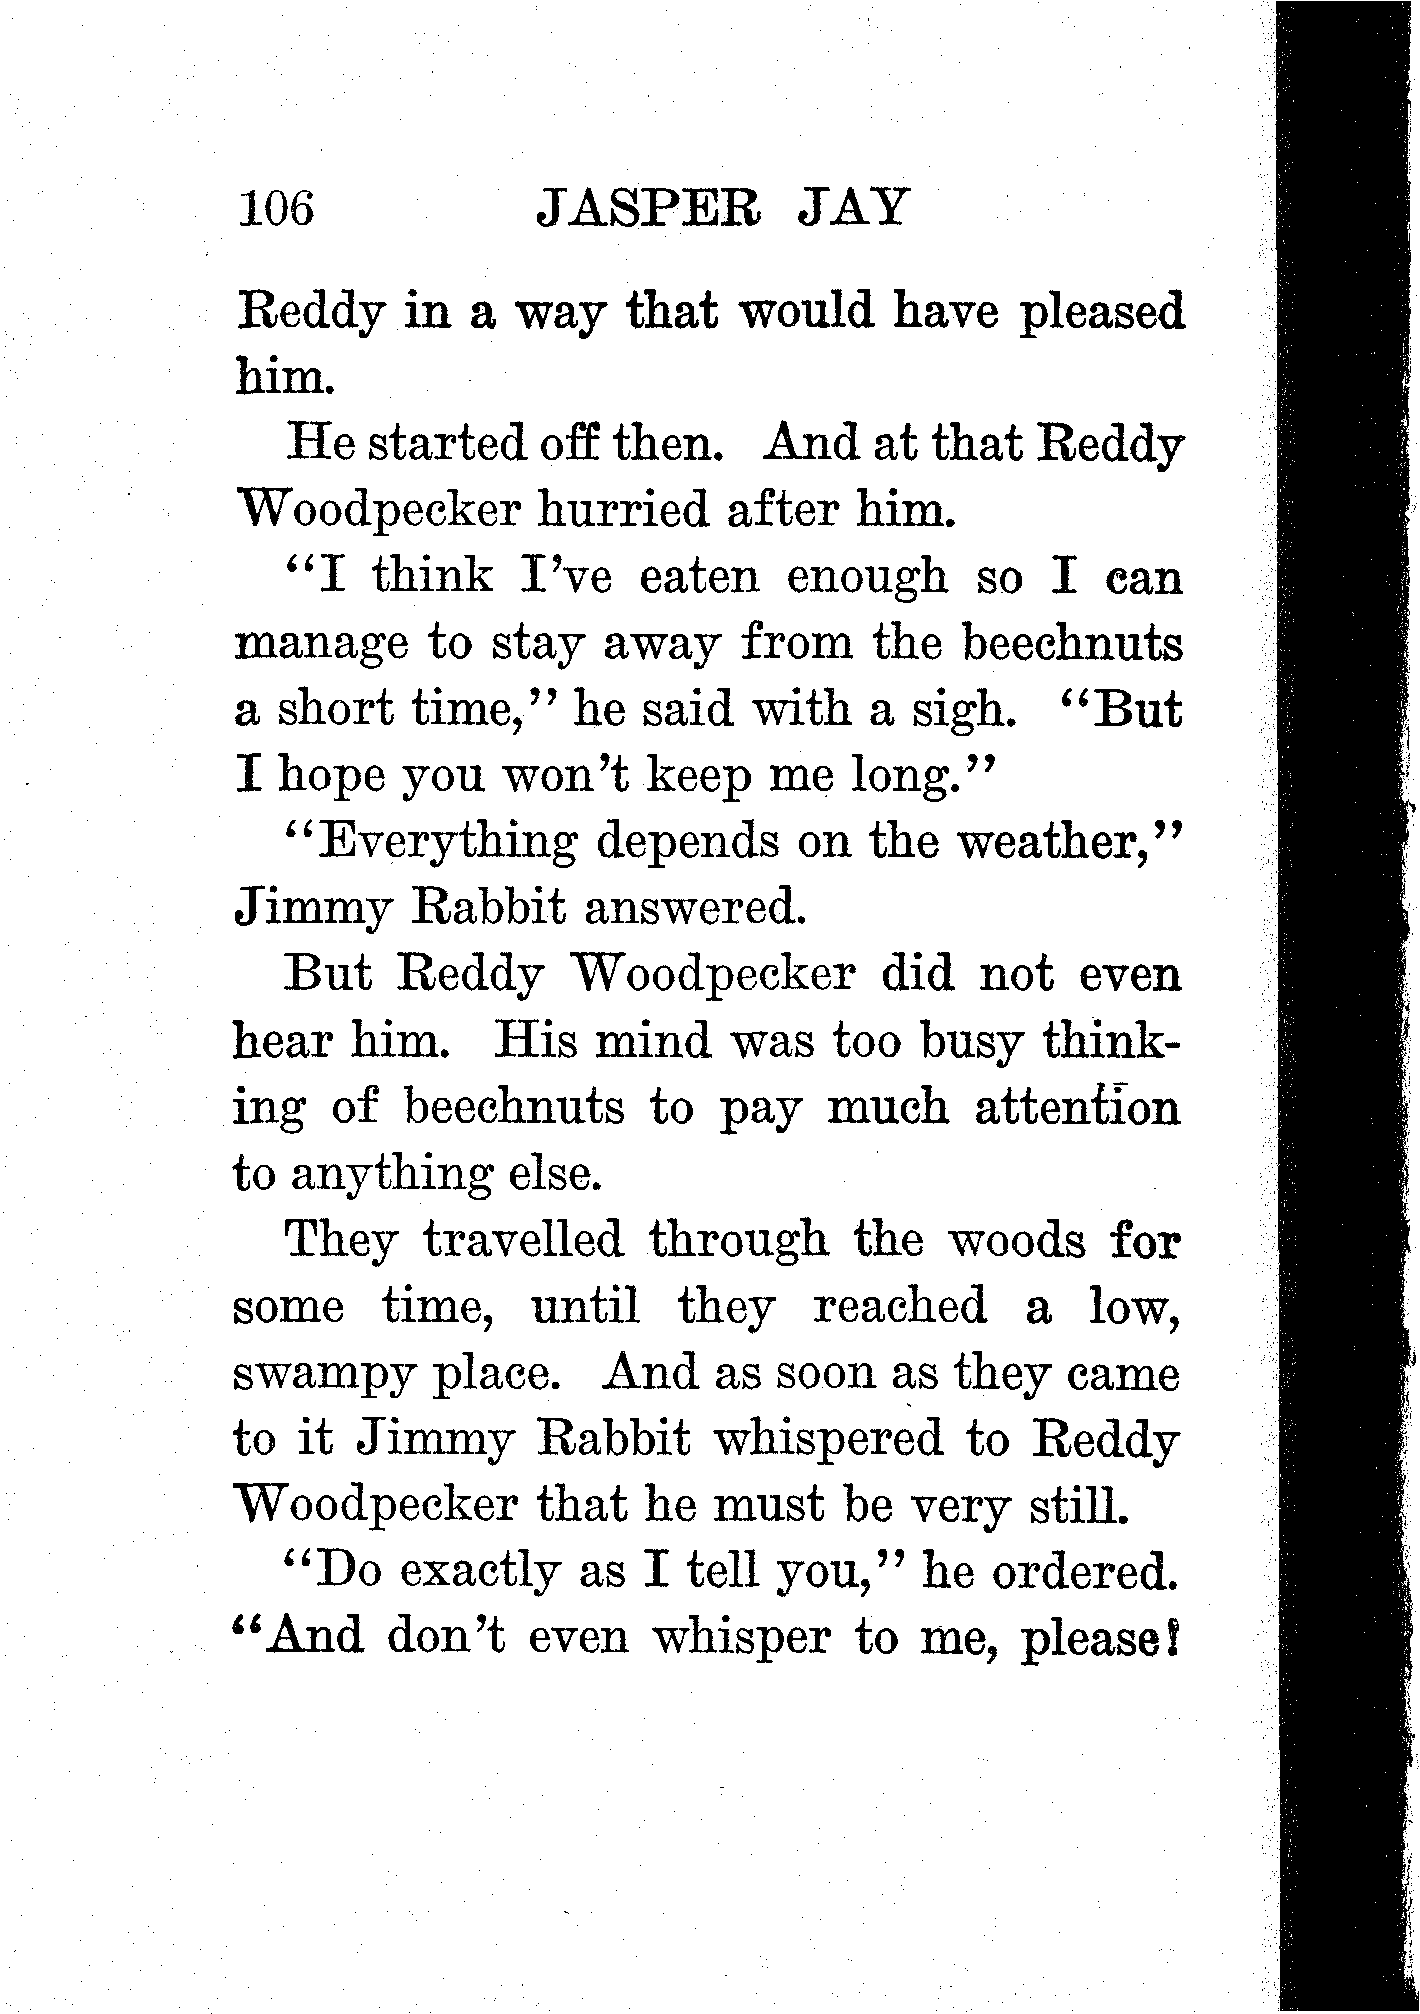 106 JASPER JAY
Reddy in a way that would have pleased
him.
He started off then. And at that Reddy
Woodpecker hurried after him.
"I think I've eaten enough so I can
manage to stay away from the beechnuts
a short time," he said with a sigh. "But
I hope you won't keep me long."
"Everything depends on the weather,"
Jimmy Rabbit answered.
But Reddy Woodpecker did not even
hear him. His mind was too busy think-
ing of beechnuts to pay much attention
to anything else.
They travelled through the woods for
some time, until they reached a low,
swampy place. And as soon as they came
to it Jimmy Rabbit whispered to Reddy
Woodpecker that he must be very still.
"Do exactly as I tell you," he ordered.
"And don't even whisper to me, please!